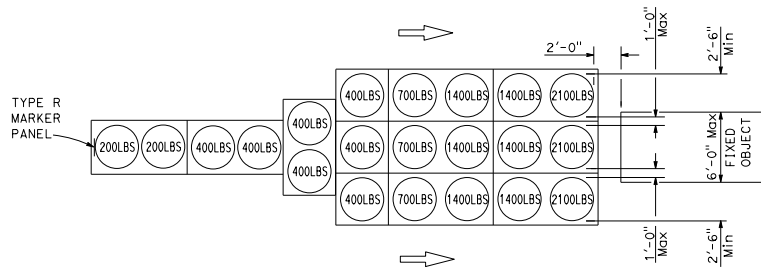 1'-0"
Max
2'-0"
2'-6"
Min
TYPE R
MARKER
PANEL
400LBS 700LBS 1400LBS 1400LBS 2100LBS
400LBS
200LBS 200LBS 400LBS 400LBS
400LBS 700LBS 1400LBS 1400LBS 2100LBS
400LBS
400LBS 700LBS 1400LBS 1400LBS 2100LBS
6'-0" Max
FIXED
OBJECT
1'-0"
Max
2'-6"
Min